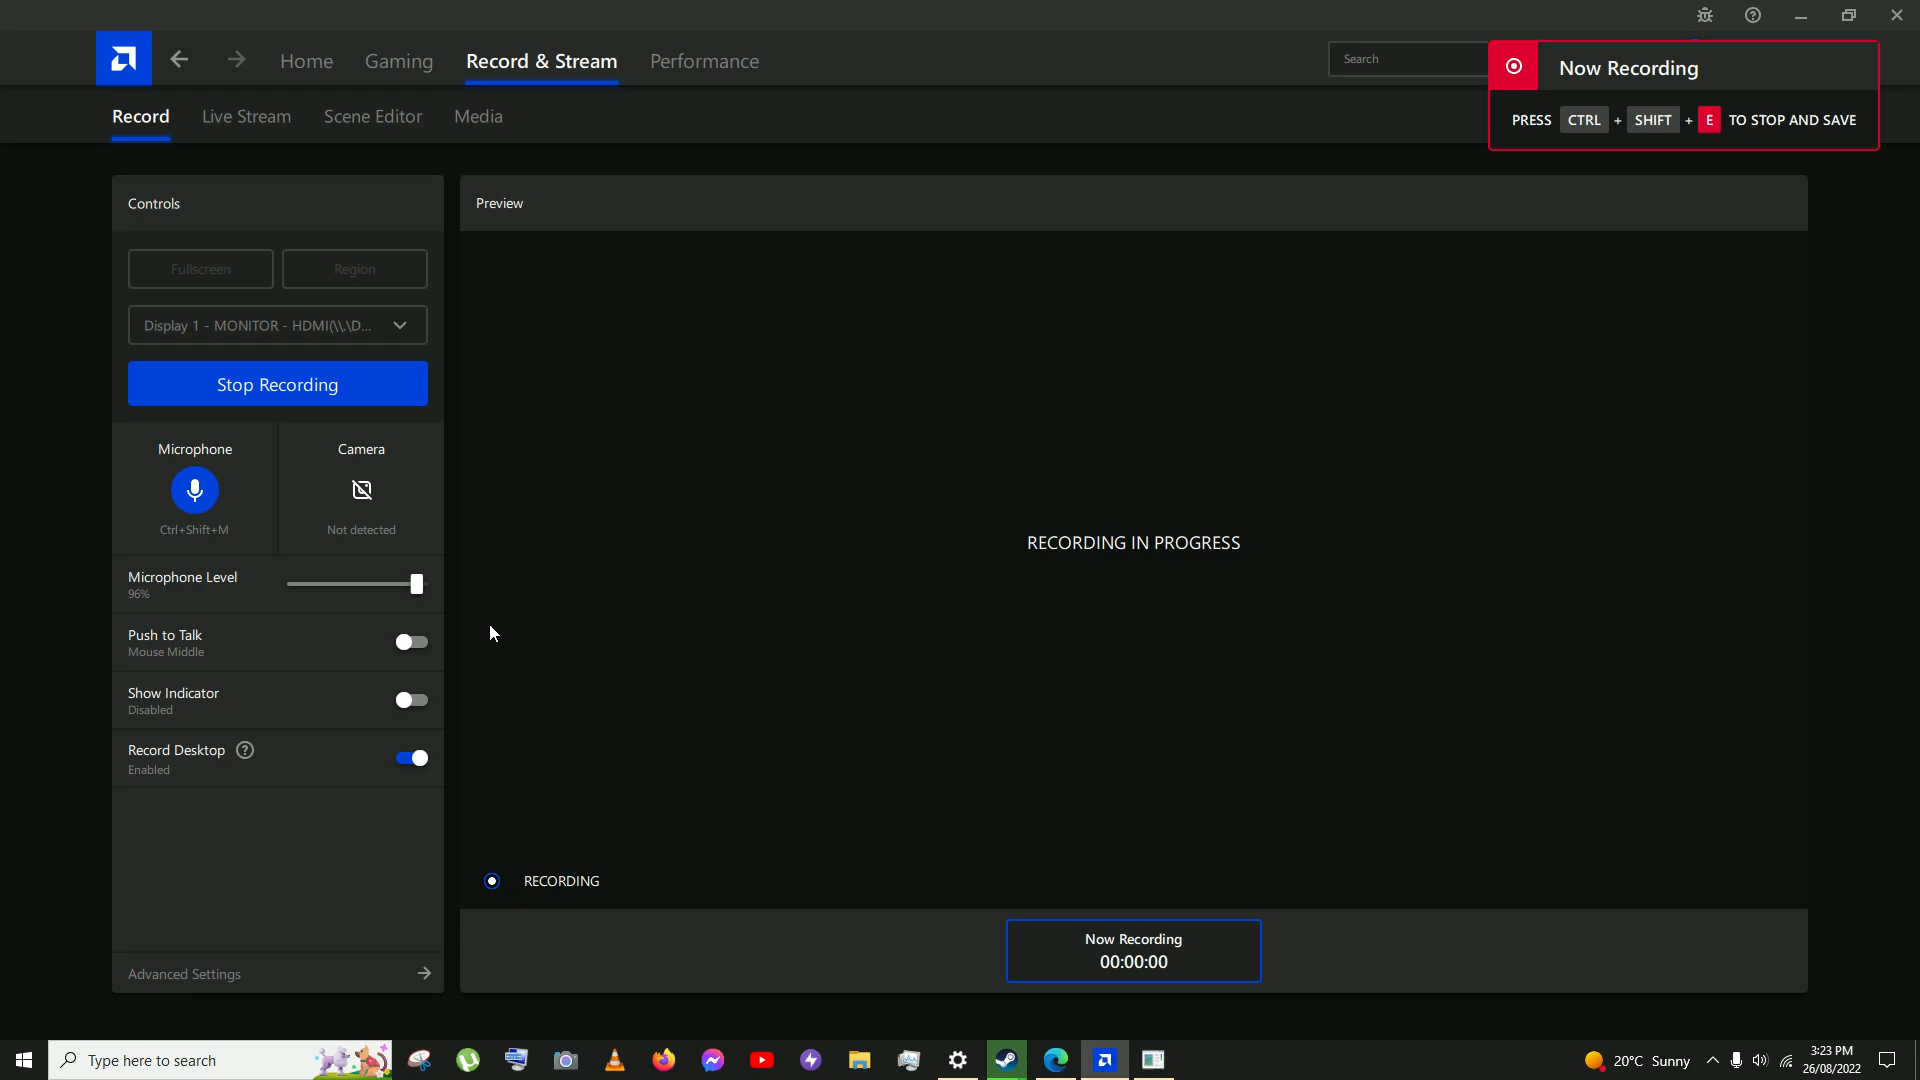 Home Gaming Record & Stream Performance
Search
Now Recording
PRESS CTRL + SHIFT + E TO STOP AND SAVE
Record Live Stream Scene Editor Media
Controls
Fullscreen Region
Display 1 - MONITOR - HDMI(\\.\D...
Stop Recording
Microphone Camera
Ctrl+Shift+M Not detected
Microphone Level
96%
Push to Talk
Mouse Middle
Show Indicator
Disabled
Record Desktop ?
Enabled
Advanced Settings
Preview
RECORDING IN PROGRESS
RECORDING
Now Recording
00:00:00
Type here to search
20°C Sunny
3:23 PM
26/08/2022